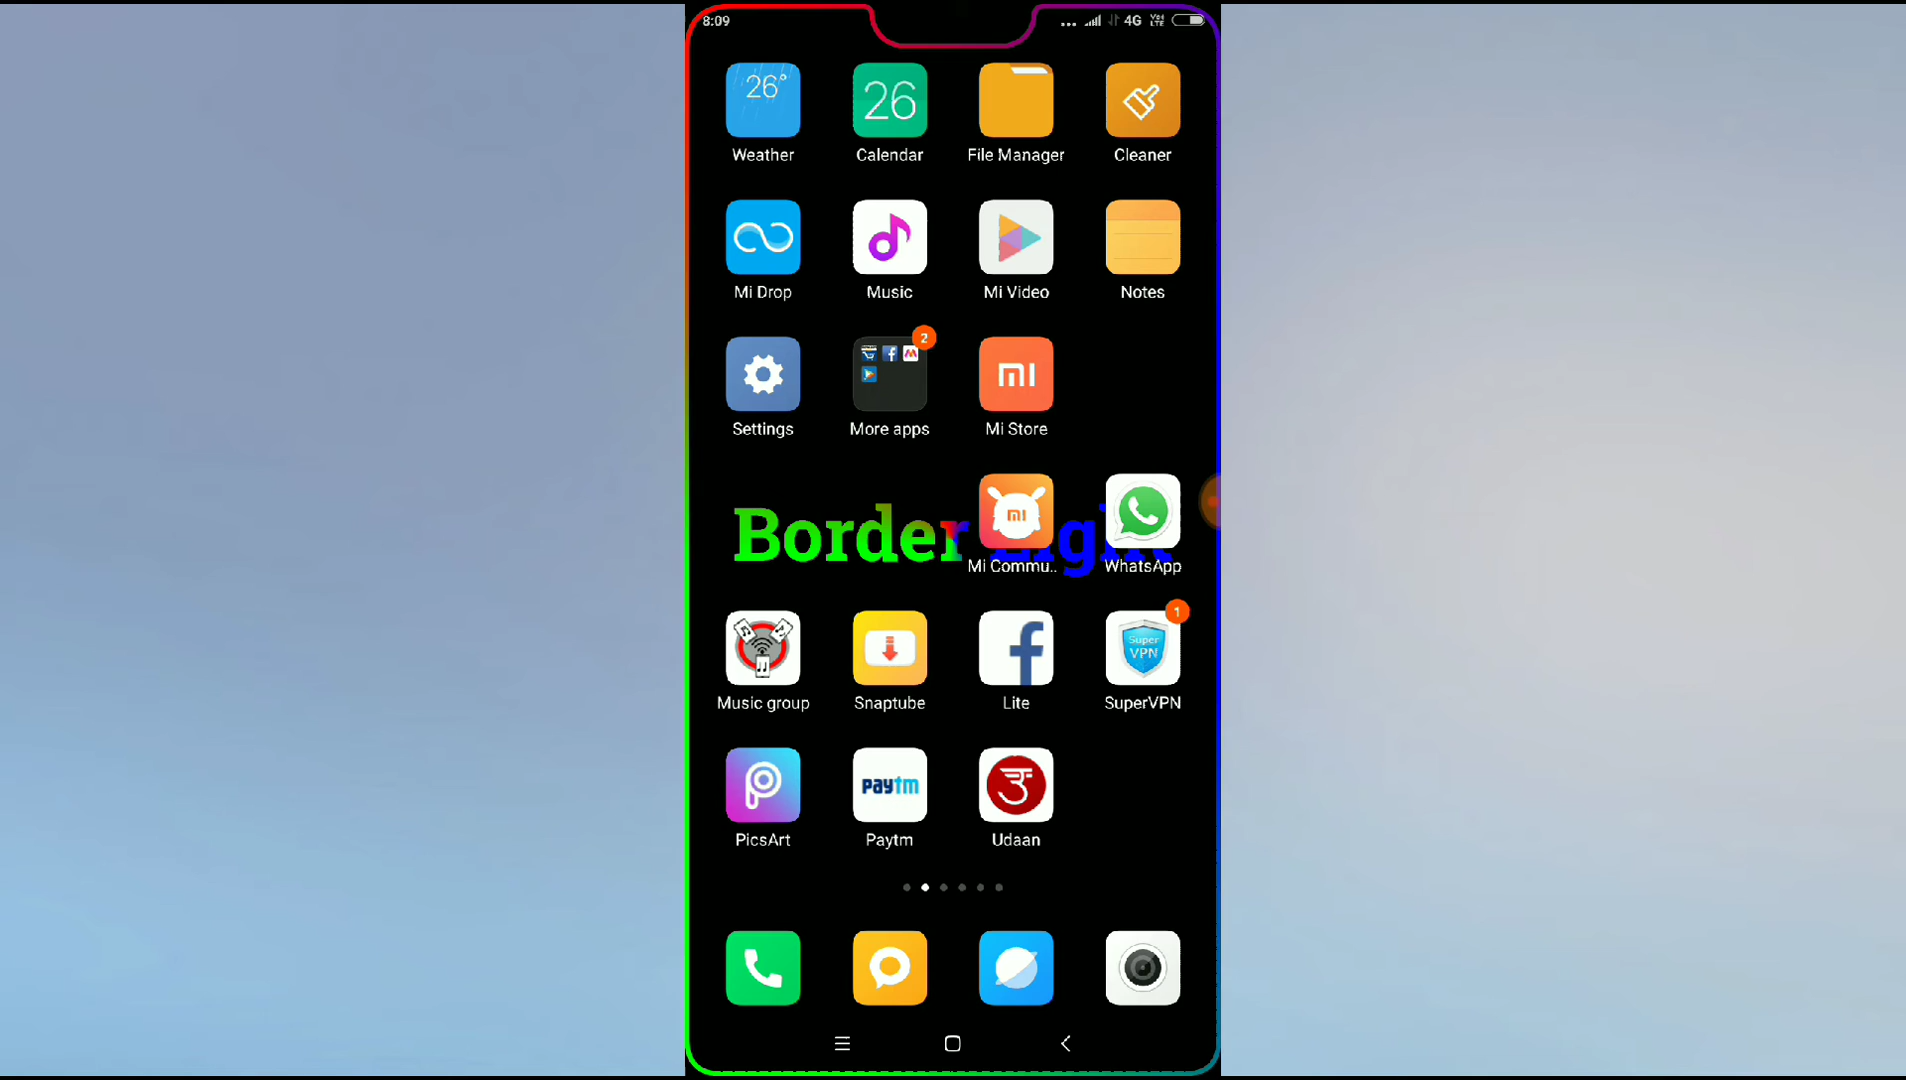 8:09
4G
26°
26
Weather
Calendar
File Manager
Cleaner
Mi Drop
Music
Mi Video
Notes
2
Settings
More apps
Mi Store
Border Light
Mi Commu..
WhatsApp
1
Super
VPN
Music group
Snaptube
Lite
SuperVPN
Paytm
उ
PicsArt
Paytm
Udaan